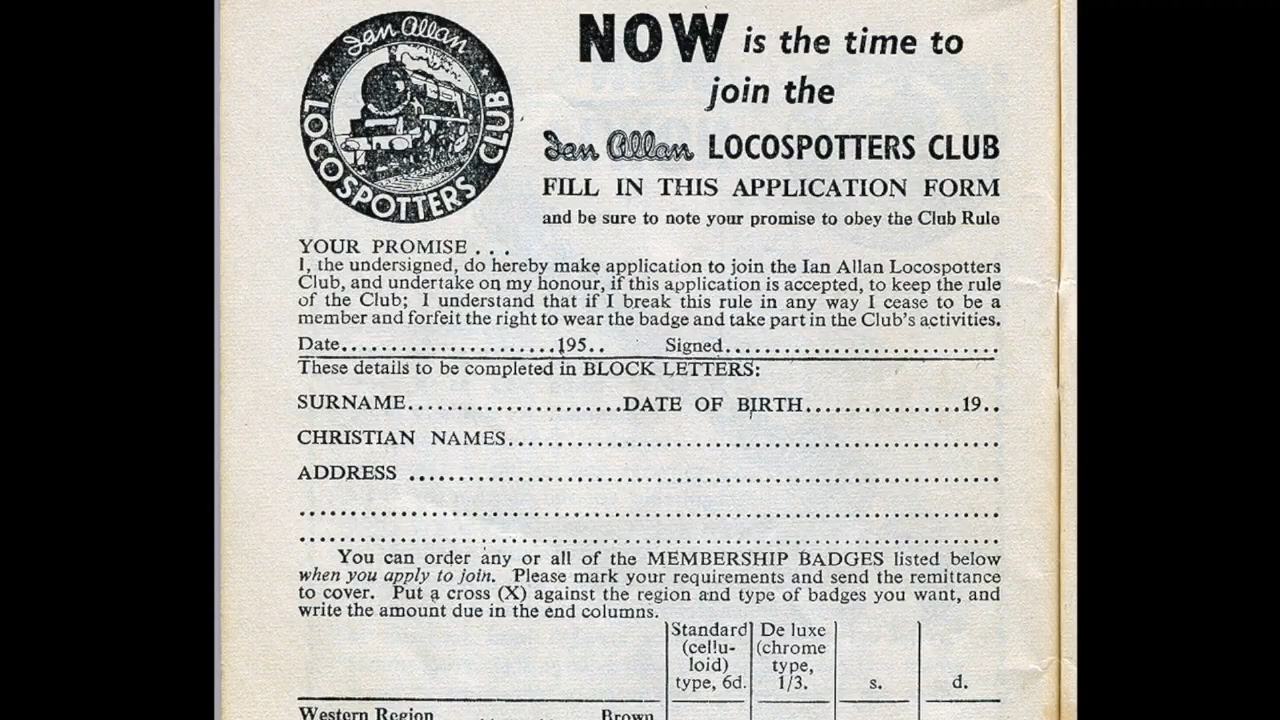 Ian Allan
LOCOSPOTTERS CLUB
NOW is the time to
join the
Ian Allan LOCOSPOTTERS CLUB
FILL IN THIS APPLICATION FORM
and be sure to note your promise to obey the Club Rule
YOUR PROMISE . . .
I, the undersigned, do hereby make application to join the Ian Allan Locospotters
Club, and undertake on my honour, if this application is accepted, to keep the rule
of the Club; I understand that if I break this rule in any way I cease to be a
member and forfeit the right to wear the badge and take part in the Club's activities.
Date........................195.. Signed..............................
These details to be completed in BLOCK LETTERS:
SURNAME.......................DATE OF BIRTH................19..
CHRISTIAN NAMES.....................................................
ADDRESS ................................................................
............................................................................
............................................................................
You can order any or all of the MEMBERSHIP BADGES listed below
when you apply to join. Please mark your requirements and send the remittance
to cover. Put a cross (X) against the region and type of badges you want, and
write the amount due in the end columns.
Standard (cellu-loid) type, 6d. De luxe (chrome type, 1/3. s. d.
Western Region Brown